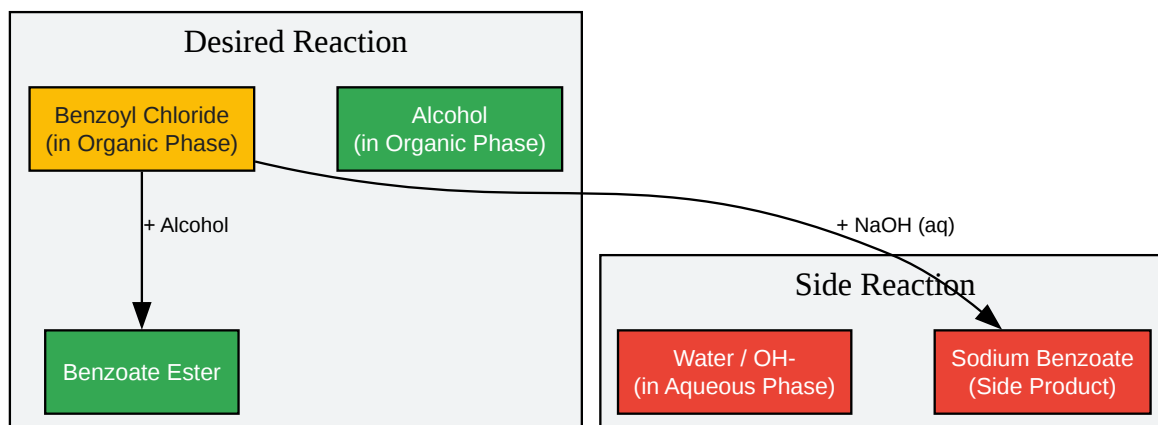 Desired Reaction
Benzoyl Chloride
(in Organic Phase)
Alcohol
(in Organic Phase)
+ Alcohol
+ NaOH (aq)
Side Reaction
Benzoate Ester
Water / OH-
(in Aqueous Phase)
Sodium Benzoate
(Side Product)